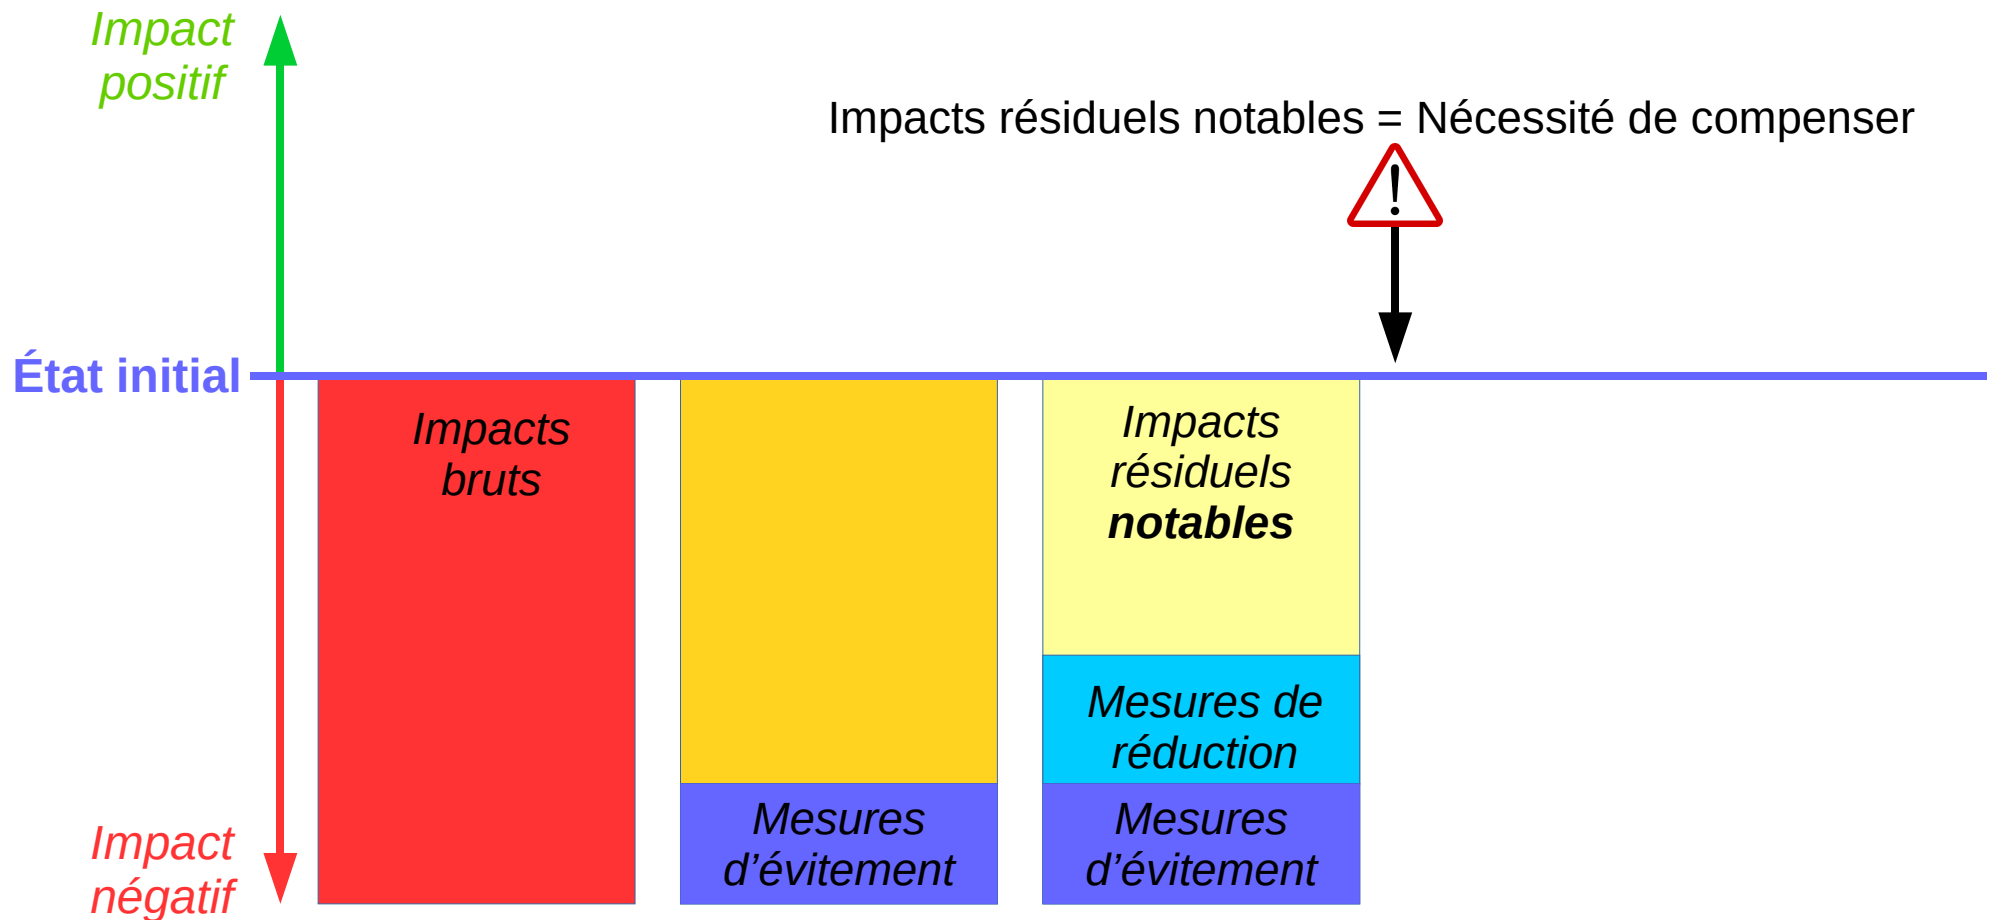 Impact
positif
Impacts résiduels notables = Nécessité de compenser
!
État initial
Impacts
bruts
Impacts
résiduels
notables
Mesures de
réduction
Mesures
d’évitement
Mesures
d’évitement
Impact
négatif